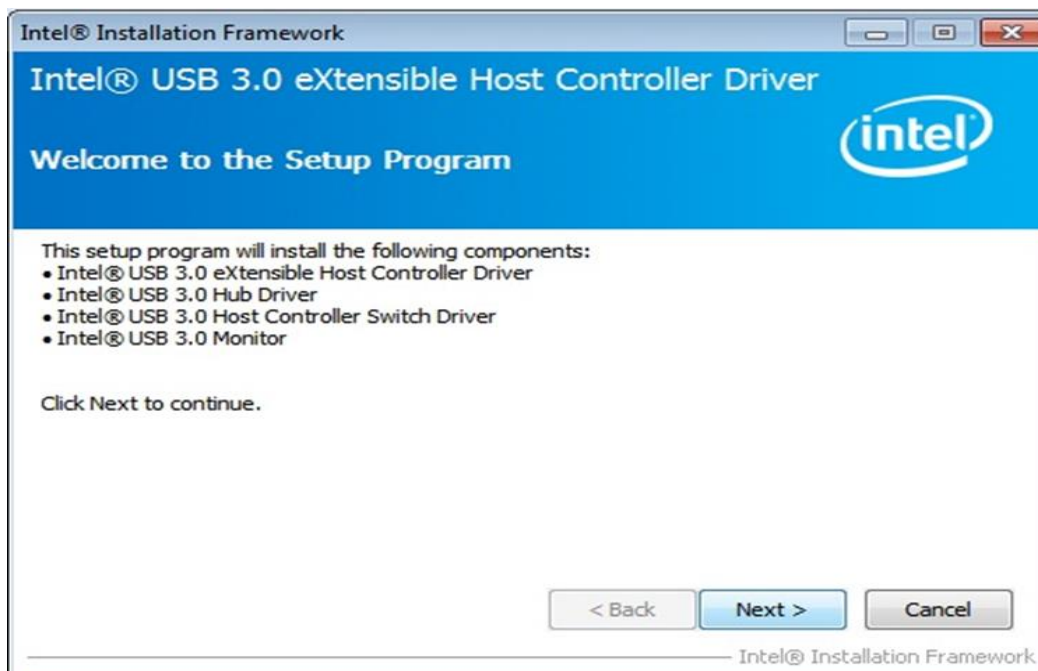 Intel® Installation Framework
Intel® USB 3.0 eXtensible Host Controller Driver
intel
Welcome to the Setup Program
This setup program will install the following components:
• Intel® USB 3.0 eXtensible Host Controller Driver
• Intel® USB 3.0 Hub Driver
• Intel® USB 3.0 Host Controller Switch Driver
• Intel® USB 3.0 Monitor
Click Next to continue.
< Back Next > Cancel
Intel® Installation Framework